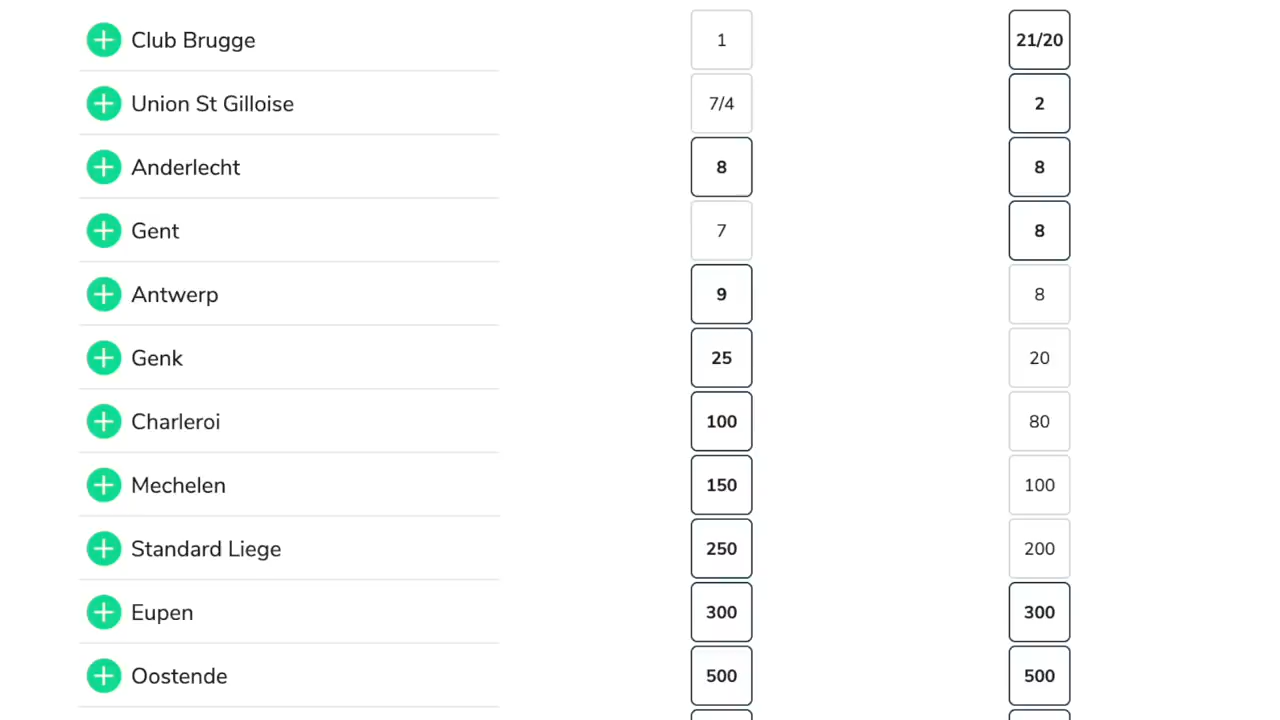 Club Brugge 1 21/20
Union St Gilloise 7/4 2
Anderlecht 8 8
Gent 7 8
Antwerp 9 8
Genk 25 20
Charleroi 100 80
Mechelen 150 100
Standard Liege 250 200
Eupen 300 300
Oostende 500 500